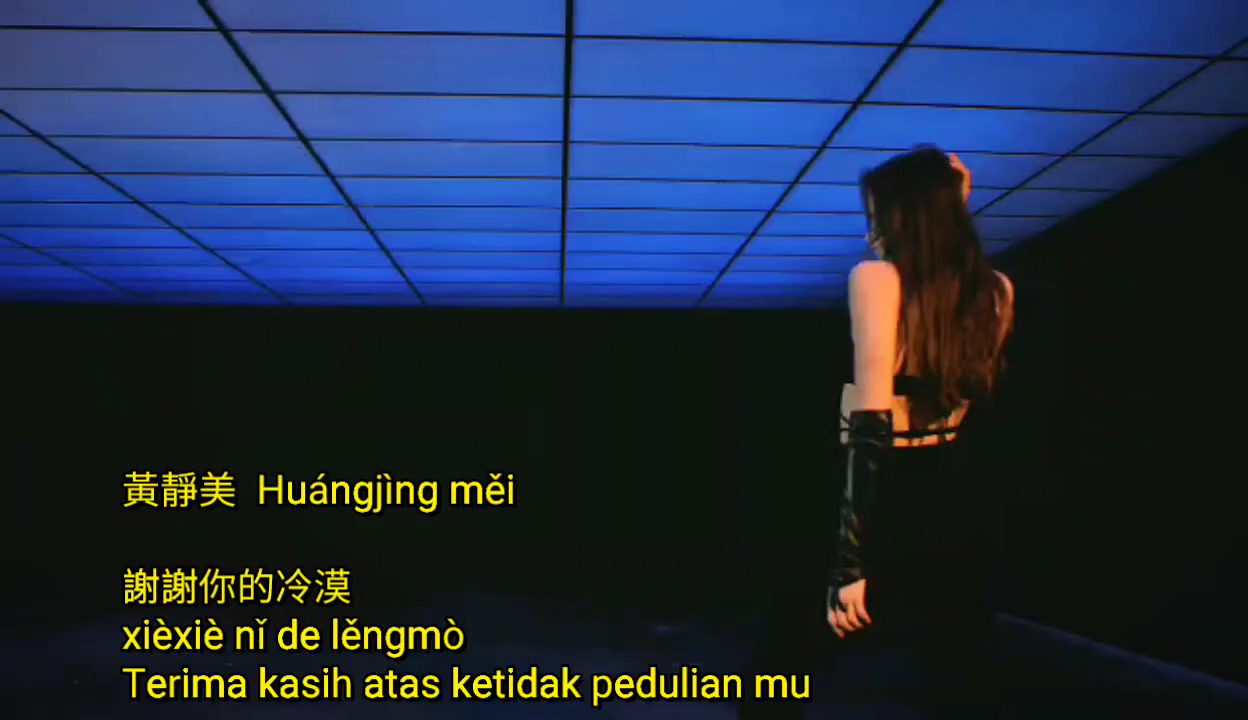 黃靜美 Huángjìng měi
謝謝你的冷漠
xièxiè nǐ de lěngmò
Terima kasih atas ketidak pedulian mu